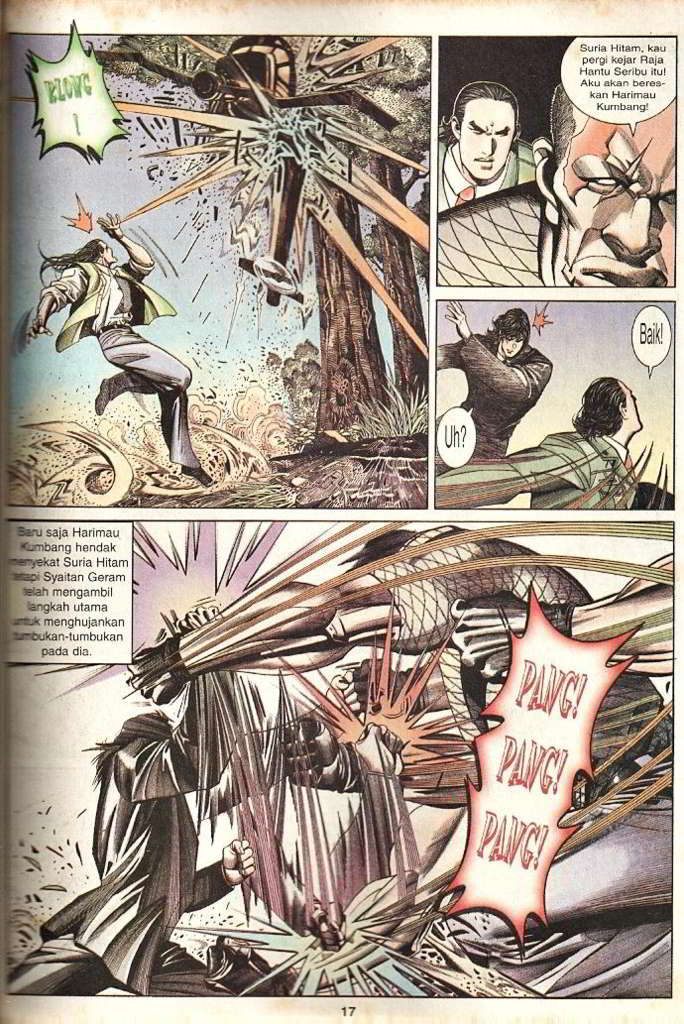 KLONG
!
Suria Hitam, kau
pergi kejar Raja
Hantu Seribu itu!
Aku akan beres-
kan Harimau
Kumbang!
Uh?
Baik!
Baru saja Harimau
Kumbang hendak
menyekat Suria Hitam
tetapi Syaitan Geram
telah mengambil
langkah utama
untuk menghujankan
tumbukan-tumbukan
pada dia.
PANG!
PANG!
PANG!
17